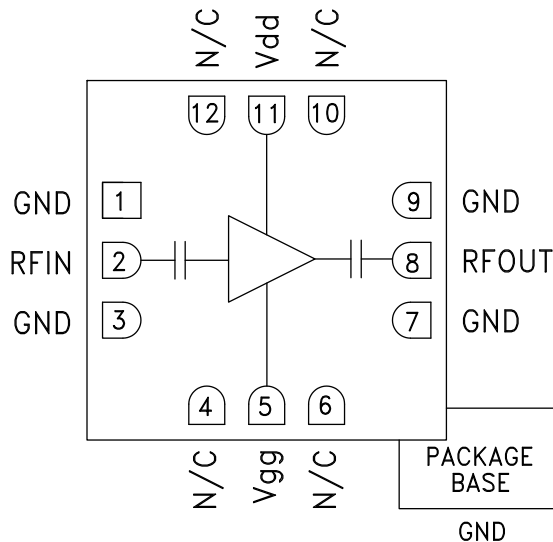 N/C Vdd N/C
12 11 10
GND 1 9 GND
RFIN 2 8 RFOUT
GND 3 7 GND
4 5 6
N/C Vgg N/C
PACKAGE
BASE
GND